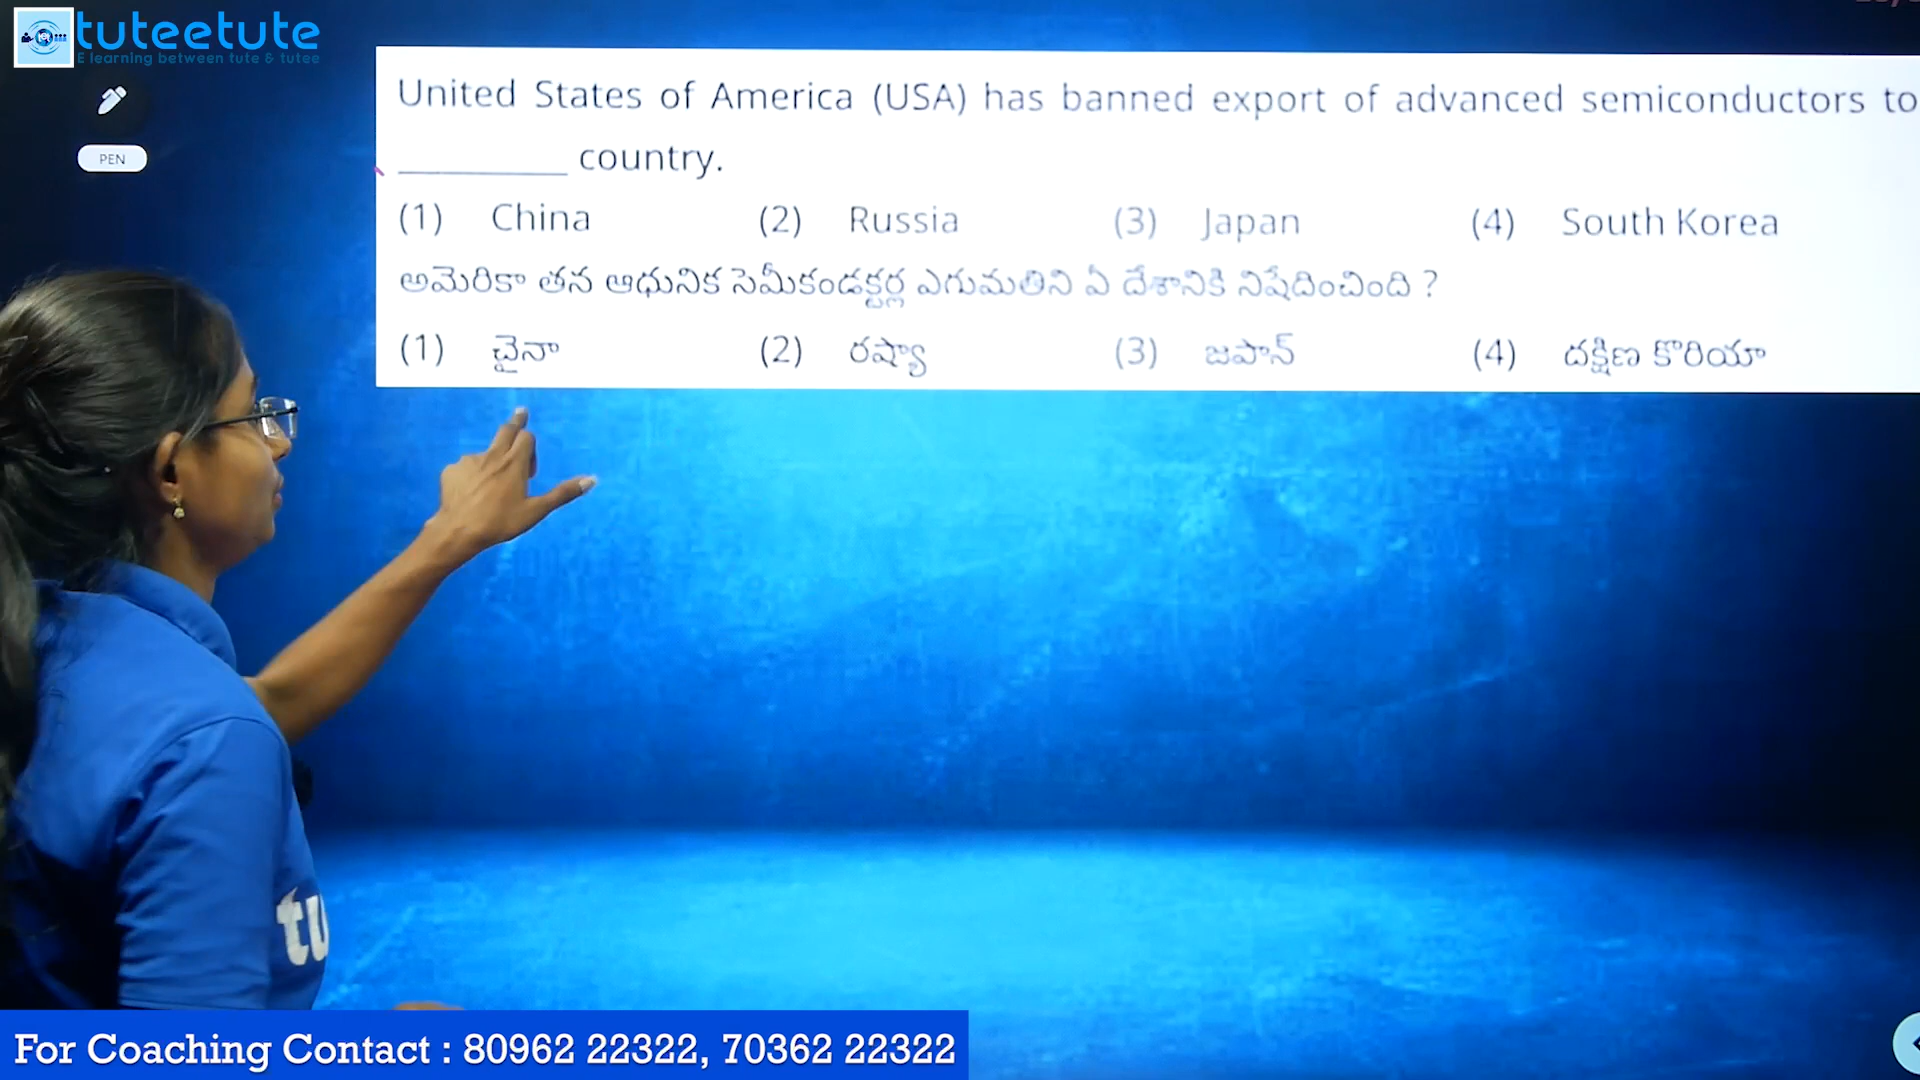 tuteetute
E learning between tute & tutee
PEN
United States of America (USA) has banned export of advanced semiconductors to
__________ country.
(1) China (2) Russia (3) Japan (4) South Korea
అమెరికా తన ఆధునిక సెమీకండక్టర్ల ఎగుమతిని ఏ దేశానికి నిషేదించింది ?
(1) చైనా (2) రష్యా (3) జపాన్ (4) దక్షిణ కొరియా
tu
For Coaching Contact : 80962 22322, 70362 22322